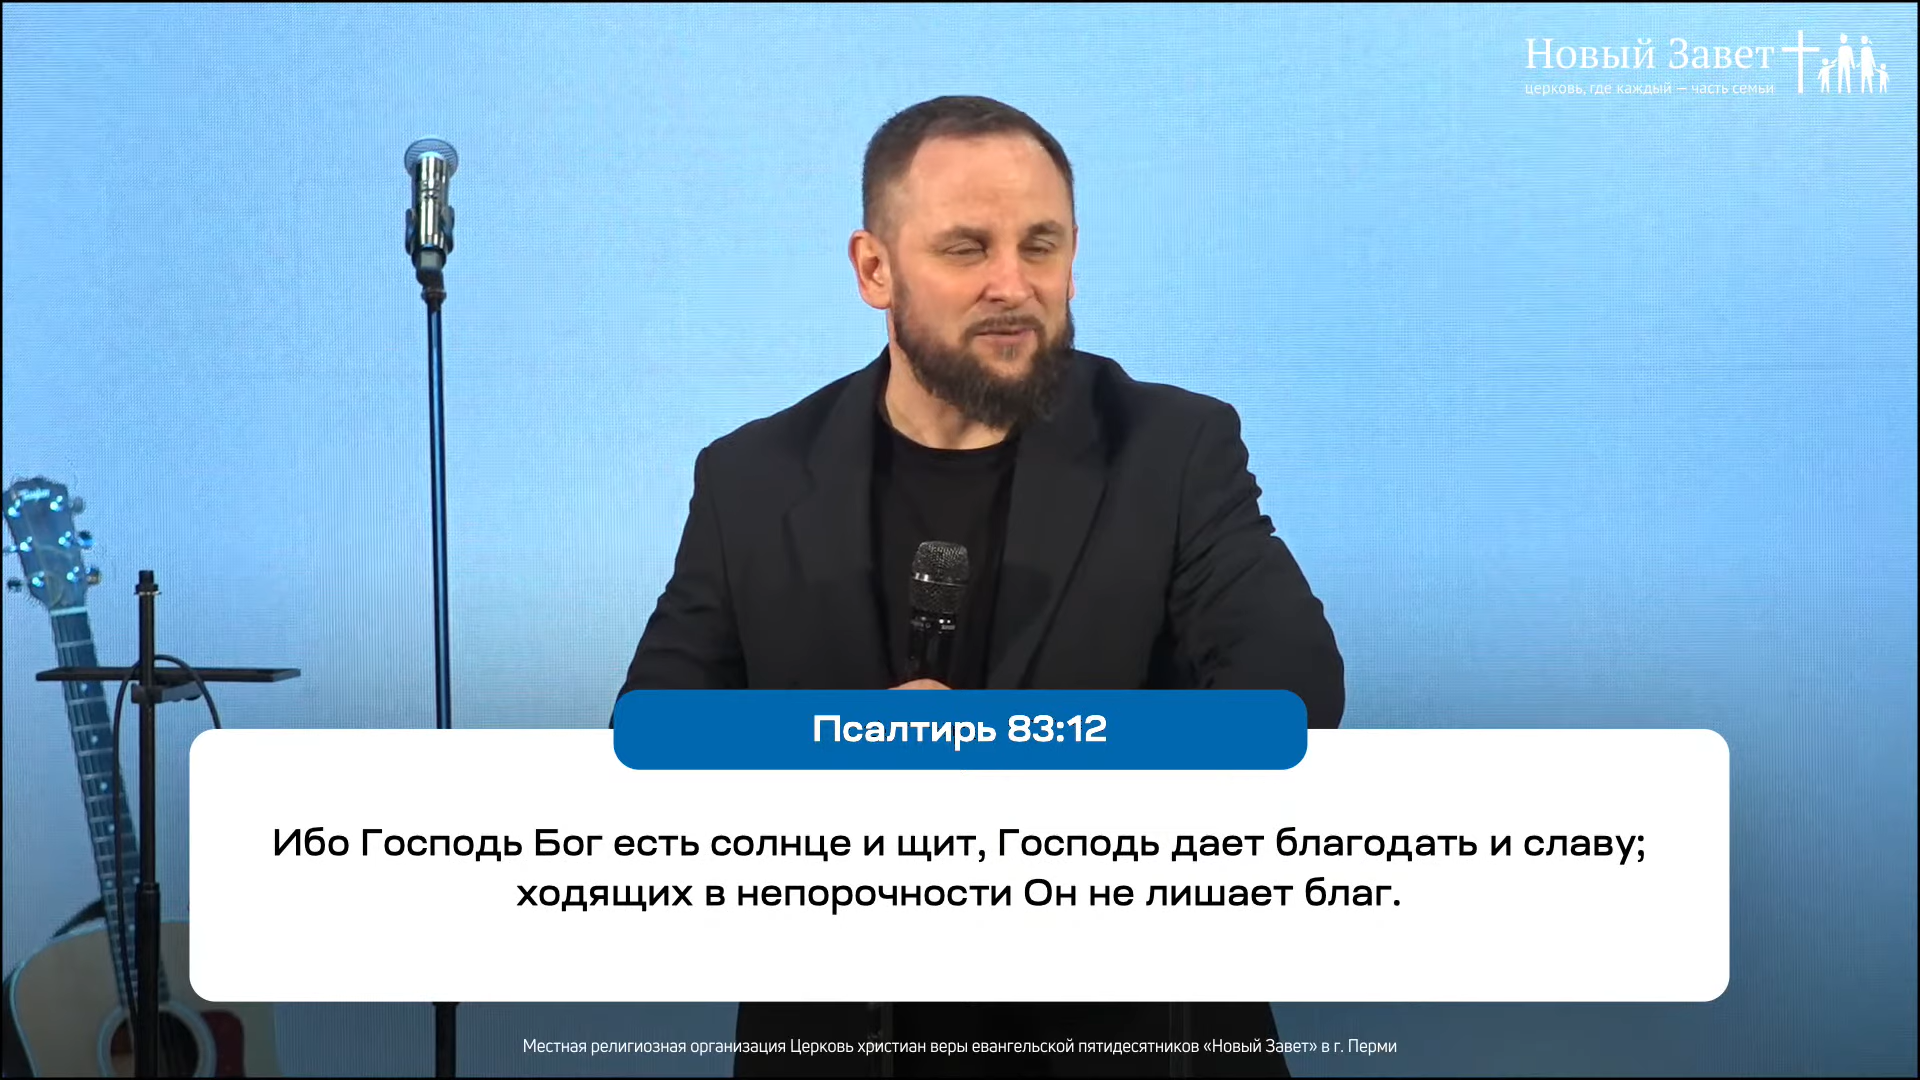 Новый Завет
церковь, где каждый — часть семьи
Псалтирь 83:12
Ибо Господь Бог есть солнце и щит, Господь дает благодать и славу;
ходящих в непорочности Он не лишает благ.
Местная религиозная организация Церковь христиан веры евангельской пятидесятников «Новый Завет» в г. Перми